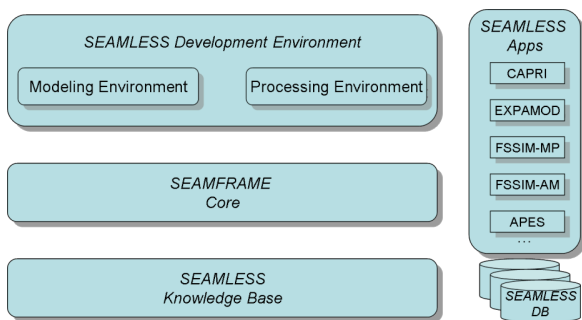 SEAMLESS Development Environment
Modeling Environment
Processing Environment
SEAMFRAME
Core
SEAMLESS
Knowledge Base
SEAMLESS
Apps
CAPRI
EXPAMOD
FSSIM-MP
FSSIM-AM
APES
...
SEAMLESS
DB